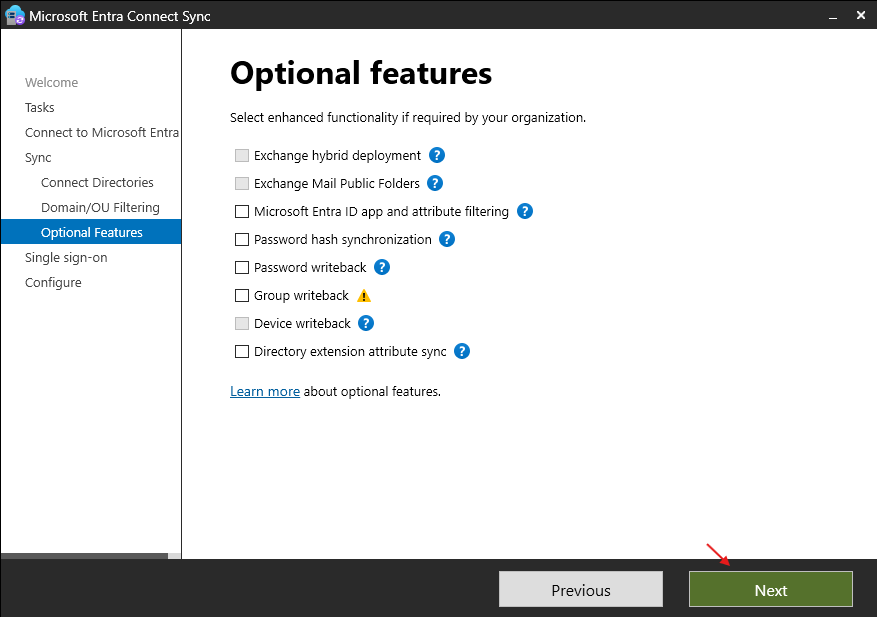 Microsoft Entra Connect Sync
Welcome
Tasks
Connect to Microsoft Entra
Sync
Connect Directories
Domain/OU Filtering
Optional Features
Single sign-on
Configure
Optional features
Select enhanced functionality if required by your organization.
Exchange hybrid deployment ?
Exchange Mail Public Folders ?
Microsoft Entra ID app and attribute filtering ?
Password hash synchronization ?
Password writeback ?
Group writeback
Device writeback ?
Directory extension attribute sync ?
Learn more about optional features.
Previous
Next